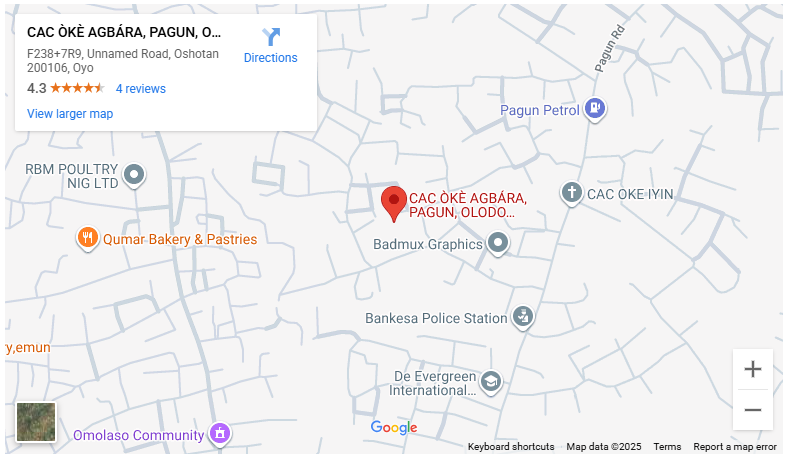 CAC ÒKÈ AGBÁRA, PAGUN, O...
F238+7R9, Unnamed Road, Oshotan
200106, Oyo
4.3 4 reviews
View larger map
Directions
Pagun Rd
Pagun Petrol
RBM POULTRY
NIG LTD
CAC ÒKÈ AGBÁRA,
PAGUN, OLODO...
CAC OKE IYIN
Qumar Bakery & Pastries
Badmux Graphics
Bankesa Police Station
ry,emun
De Evergreen
International...
Omolaso Community
Google
Keyboard shortcuts Map data ©2025 Terms Report a map error